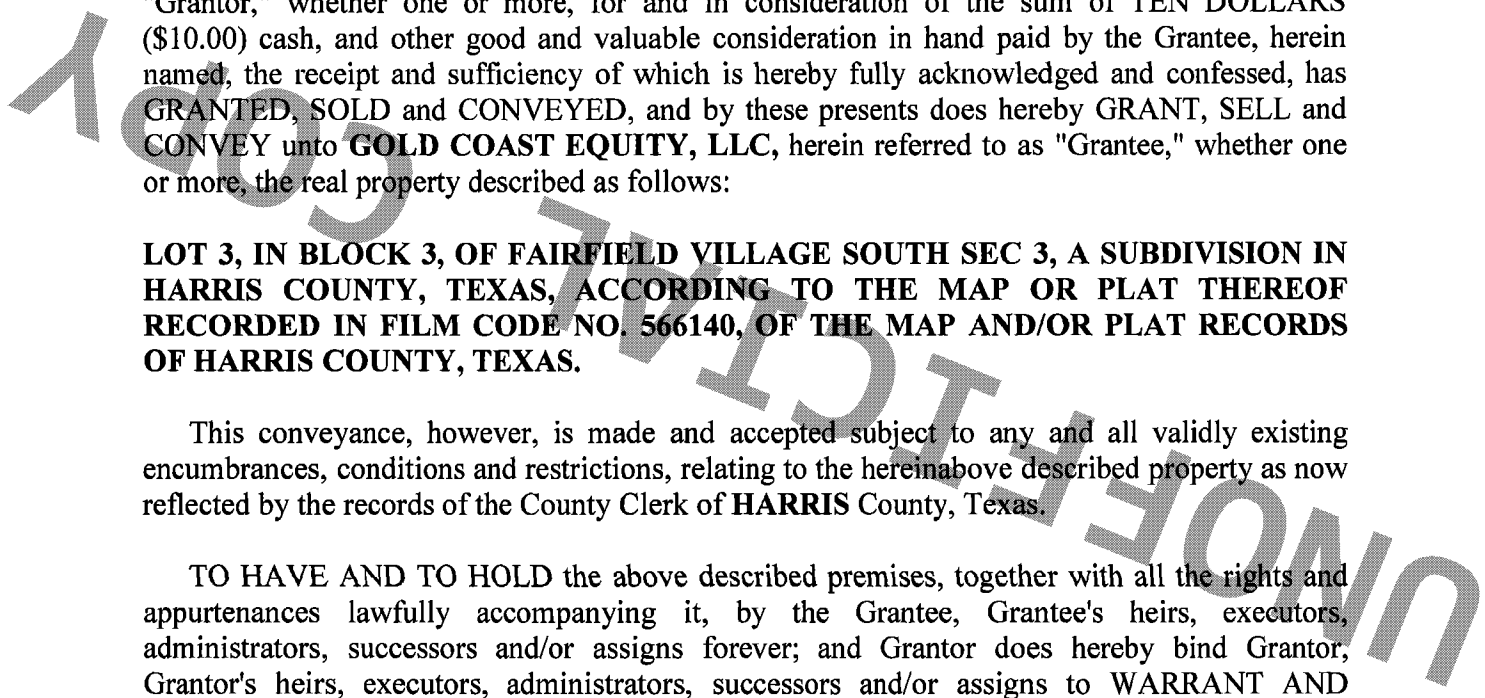 "Grantor," whether one or more, for and in consideration of the sum of TEN DOLLARS
($10.00) cash, and other good and valuable consideration in hand paid by the Grantee, herein
named, the receipt and sufficiency of which is hereby fully acknowledged and confessed, has
GRANTED, SOLD and CONVEYED, and by these presents does hereby GRANT, SELL and
CONVEY unto GOLD COAST EQUITY, LLC, herein referred to as "Grantee," whether one
or more, the real property described as follows:
LOT 3, IN BLOCK 3, OF FAIRFIELD VILLAGE SOUTH SEC 3, A SUBDIVISION IN
HARRIS COUNTY, TEXAS, ACCORDING TO THE MAP OR PLAT THEREOF
RECORDED IN FILM CODE NO. 566140, OF THE MAP AND/OR PLAT RECORDS
OF HARRIS COUNTY, TEXAS.
This conveyance, however, is made and accepted subject to any and all validly existing
encumbrances, conditions and restrictions, relating to the hereinabove described property as now
reflected by the records of the County Clerk of HARRIS County, Texas.
TO HAVE AND TO HOLD the above described premises, together with all the rights and
appurtenances lawfully accompanying it, by the Grantee, Grantee's heirs, executors,
administrators, successors and/or assigns forever; and Grantor does hereby bind Grantor,
Grantor's heirs, executors, administrators, successors and/or assigns to WARRANT AND
UNOFFICIAL COPY